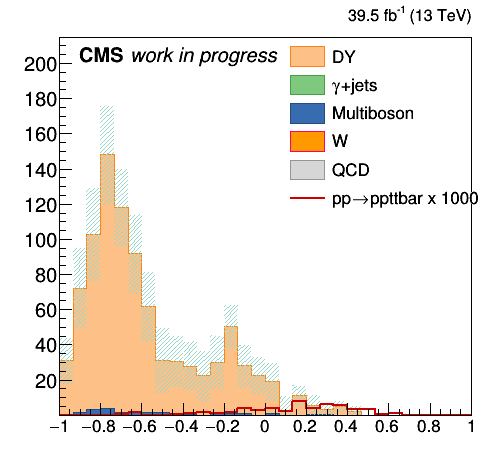 39.5 fb⁻¹ (13 TeV)
CMS work in progress
DY
γ+jets
Multiboson
W
QCD
pp→ppttbar x 1000
200
180
160
140
120
100
80
60
40
20
−1 −0.8 −0.6 −0.4 −0.2 0 0.2 0.4 0.6 0.8 1